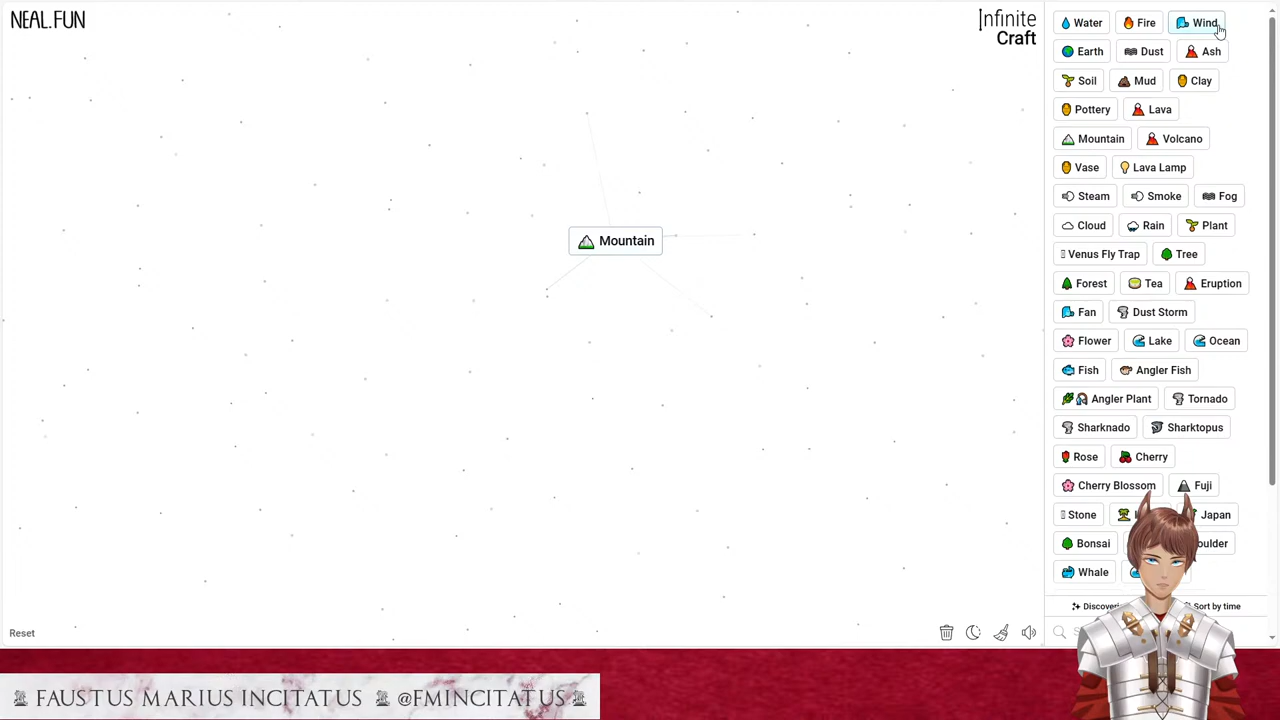 NEAL.FUN
Infinite
Craft
Mountain
Water
Fire
Wind
Earth
Dust
Ash
Soil
Mud
Clay
Pottery
Lava
Mountain
Volcano
Vase
Lava Lamp
Steam
Smoke
Fog
Cloud
Rain
Plant
Venus Fly Trap
Tree
Forest
Tea
Eruption
Fan
Dust Storm
Flower
Lake
Ocean
Fish
Angler Fish
Angler Plant
Tornado
Sharknado
Sharktopus
Rose
Cherry
Cherry Blossom
Fuji
Stone
Japan
Bonsai
Whale
Sort by time
Reset
FAUSTUS MARIUS INCITATUS @FMINCITATUS